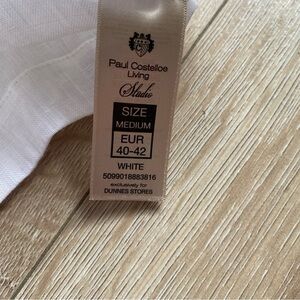 Paul Costelloe
Living
Studio
SIZE
MEDIUM
EUR
40-42
WHITE
5099018883816
exclusively for
DUNNES STORES